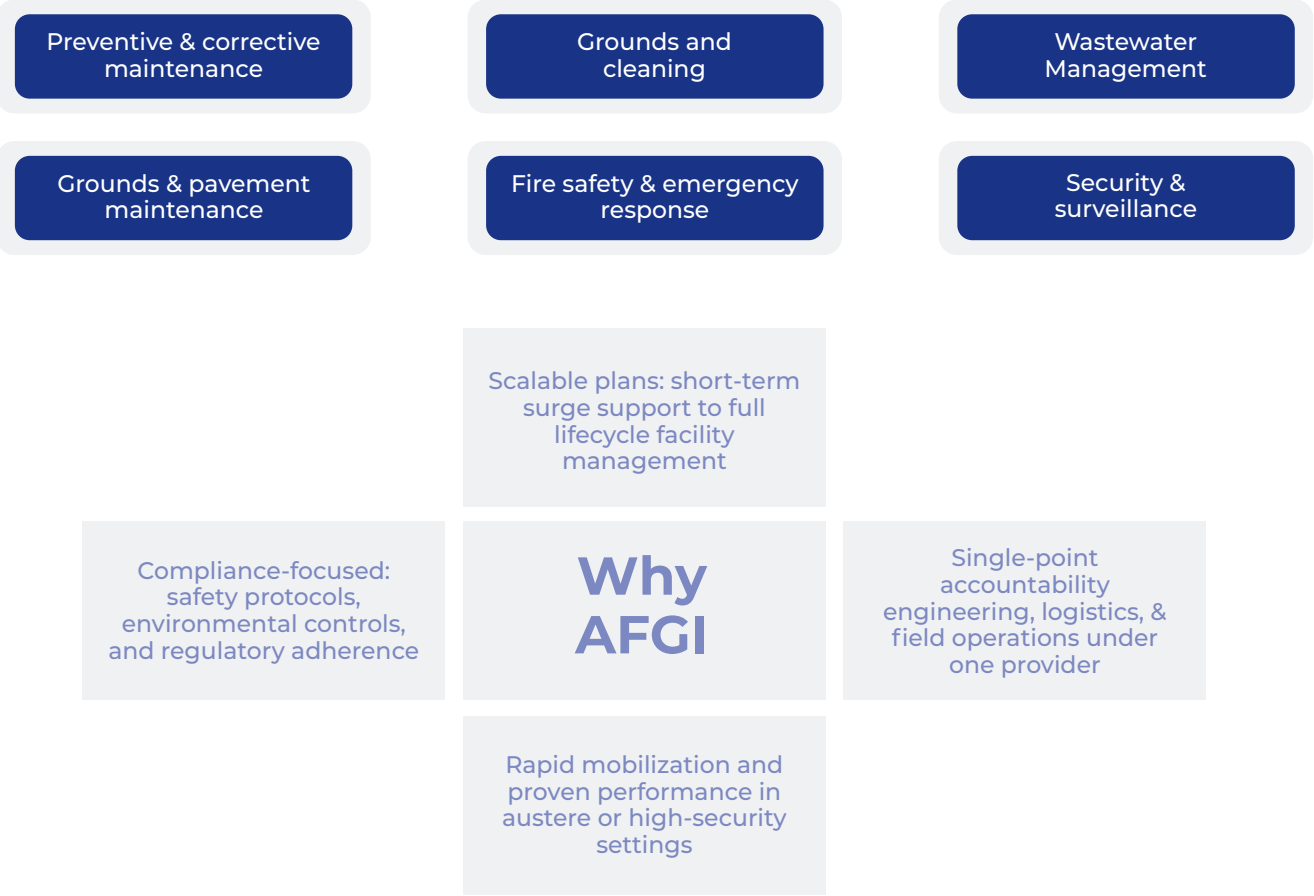 Preventive & corrective
maintenance
Grounds and
cleaning
Wastewater
Management
Grounds & pavement
maintenance
Fire safety & emergency
response
Security &
surveillance
Scalable plans: short-term
surge support to full
lifecycle facility
management
Compliance-focused:
safety protocols,
environmental controls,
and regulatory adherence
Why
AFGI
Single-point
accountability
engineering, logistics, &
field operations under
one provider
Rapid mobilization and
proven performance in
austere or high-security
settings